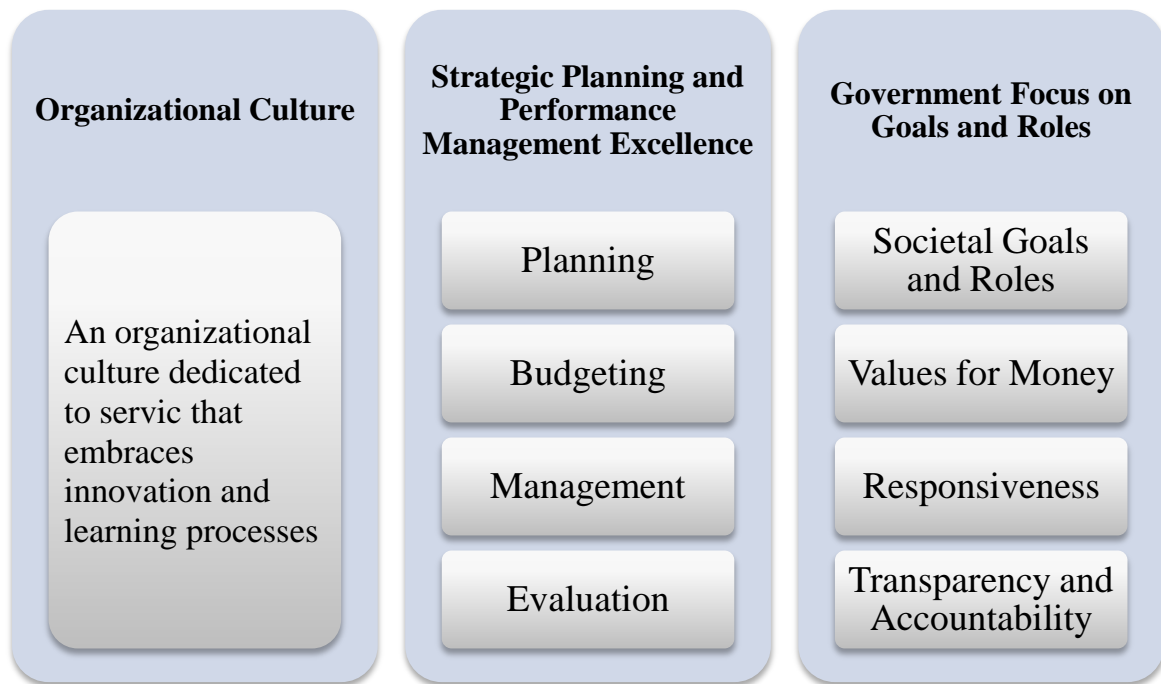 Organizational Culture
An organizational
culture dedicated
to servic that
embraces
innovation and
learning processes
Strategic Planning and
Performance
Management Excellence
Planning
Budgeting
Management
Evaluation
Government Focus on
Goals and Roles
Societal Goals
and Roles
Values for Money
Responsiveness
Transparency and
Accountability